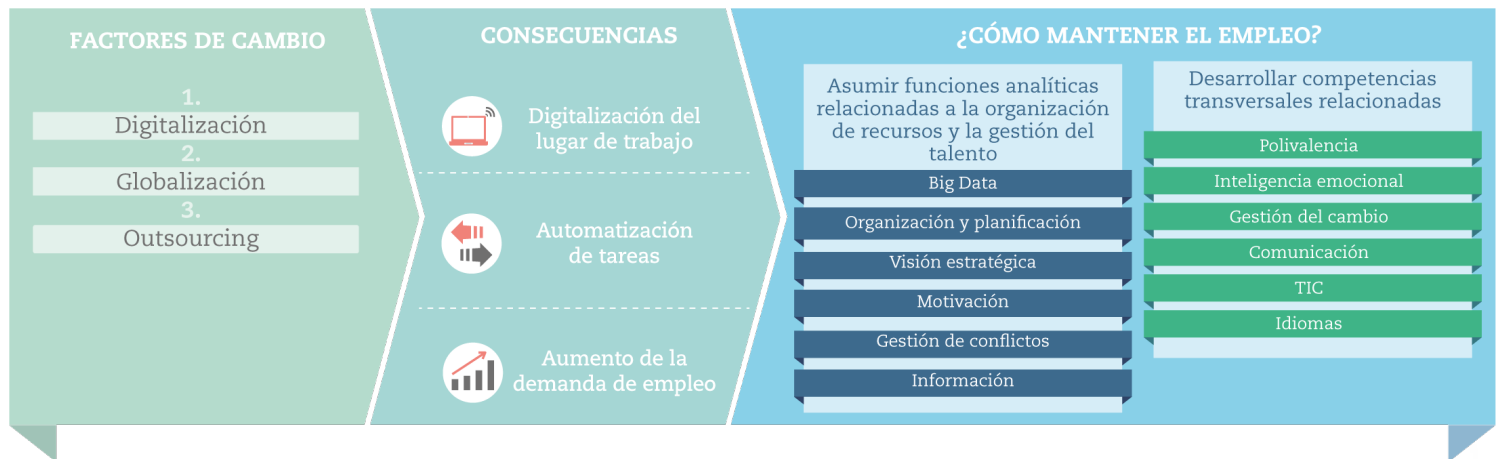 FACTORES DE CAMBIO
1.
Digitalización
2.
Globalización
3.
Outsourcing
CONSECUENCIAS
Digitalización del
lugar de trabajo
Automatización
de tareas
Aumento de la
demanda de empleo
¿CÓMO MANTENER EL EMPLEO?
Asumir funciones analíticas
relacionadas a la organización
de recursos y la gestión del
talento
Big Data
Organización y planificación
Visión estratégica
Motivación
Gestión de conflictos
Información
Desarrollar competencias
transversales relacionadas
Polivalencia
Inteligencia emocional
Gestión del cambio
Comunicación
TIC
Idiomas